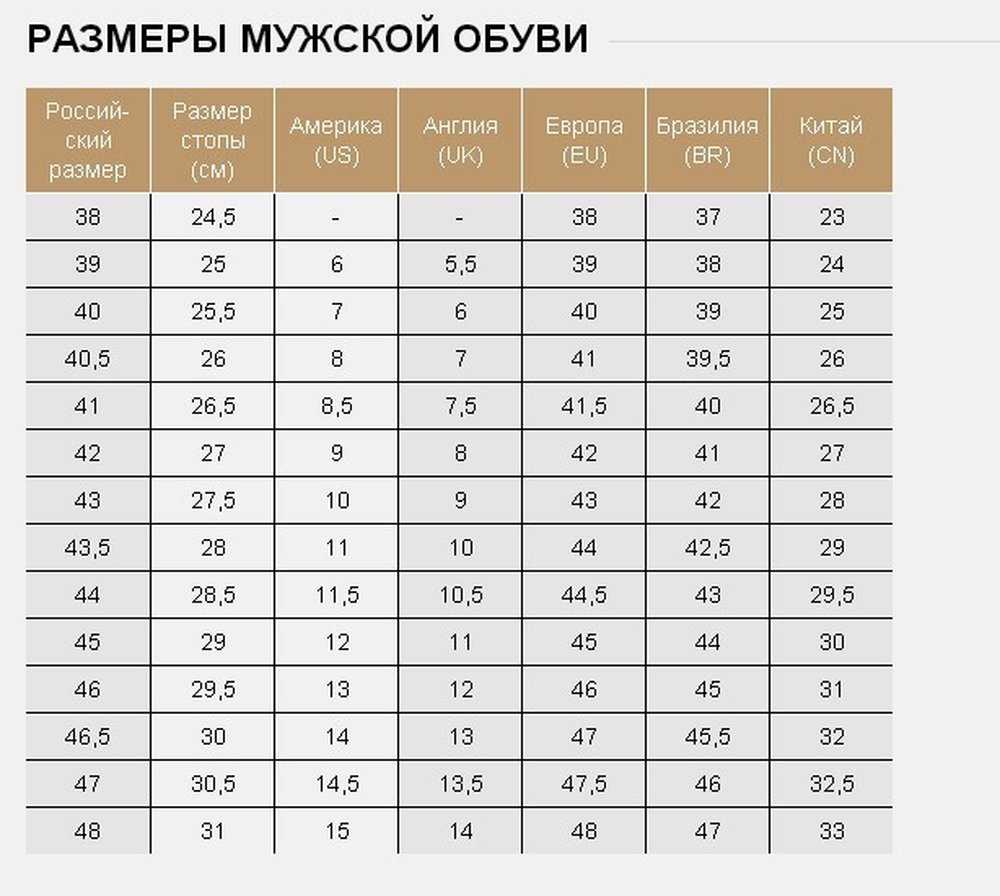 РАЗМЕРЫ МУЖСКОЙ ОБУВИ
Россий-
ский
размер
Размер
стопы
(см)
Америка
(US)
Англия
(UK)
Европа
(EU)
Бразилия
(BR)
Китай
(CN)
38 24,5 - - 38 37 23
39 25 6 5,5 39 38 24
40 25,5 7 6 40 39 25
40,5 26 8 7 41 39,5 26
41 26,5 8,5 7,5 41,5 40 26,5
42 27 9 8 42 41 27
43 27,5 10 9 43 42 28
43,5 28 11 10 44 42,5 29
44 28,5 11,5 10,5 44,5 43 29,5
45 29 12 11 45 44 30
46 29,5 13 12 46 45 31
46,5 30 14 13 47 45,5 32
47 30,5 14,5 13,5 47,5 46 32,5
48 31 15 14 48 47 33